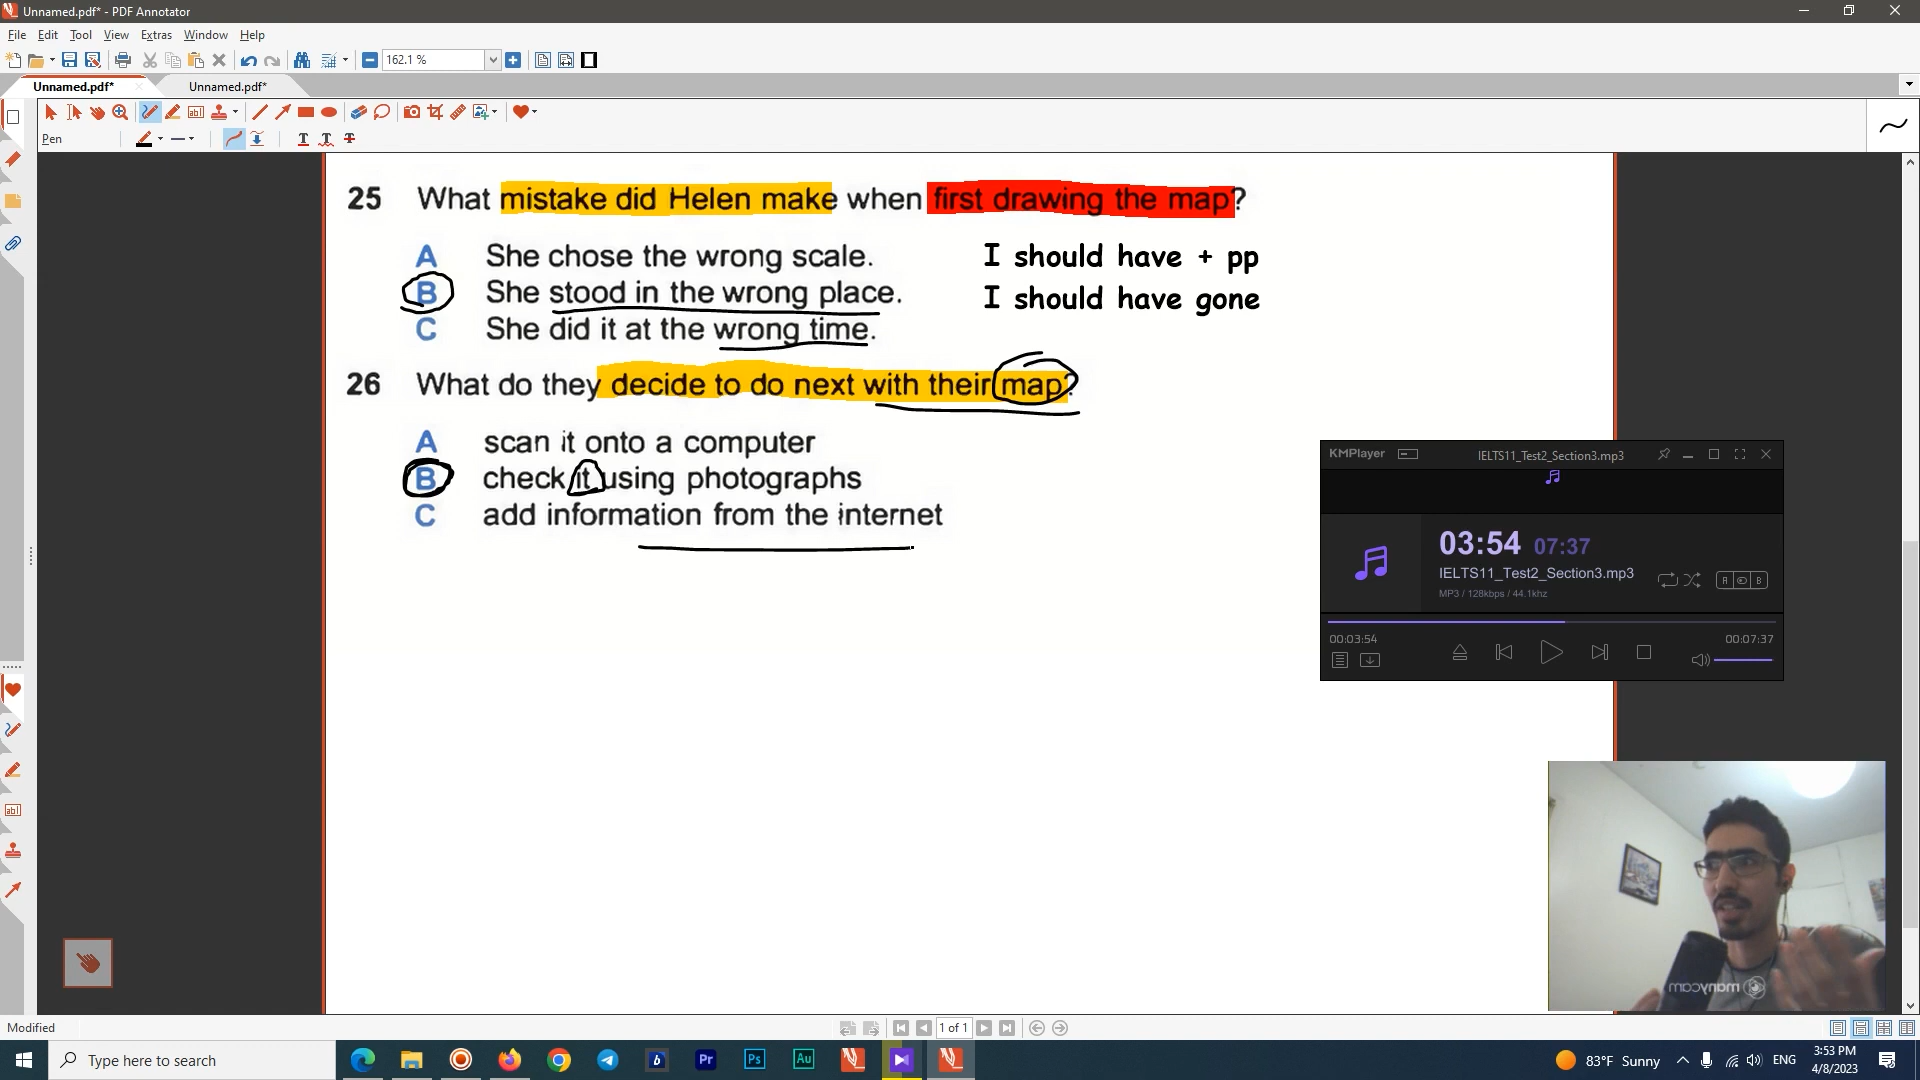 Unnamed.pdf* - PDF Annotator
File Edit Tool View Extras Window Help
162.1 %
Unnamed.pdf* Unnamed.pdf*
Pen
25 What mistake did Helen make when first drawing the map?
A She chose the wrong scale.
B She stood in the wrong place.
C She did it at the wrong time.
I should have + pp
I should have gone
26 What do they decide to do next with their map?
A scan it onto a computer
B check it using photographs
C add information from the internet
KMPlayer IELTS11_Test2_Section3.mp3
03:54 07:37
IELTS11_Test2_Section3.mp3
MP3 / 128kbps / 44.1khz
A B
00:03:54 00:07:37
manycam
Modified
1 of 1
Type here to search
b Pr Ps Au
83°F Sunny
ENG
3:53 PM
4/8/2023